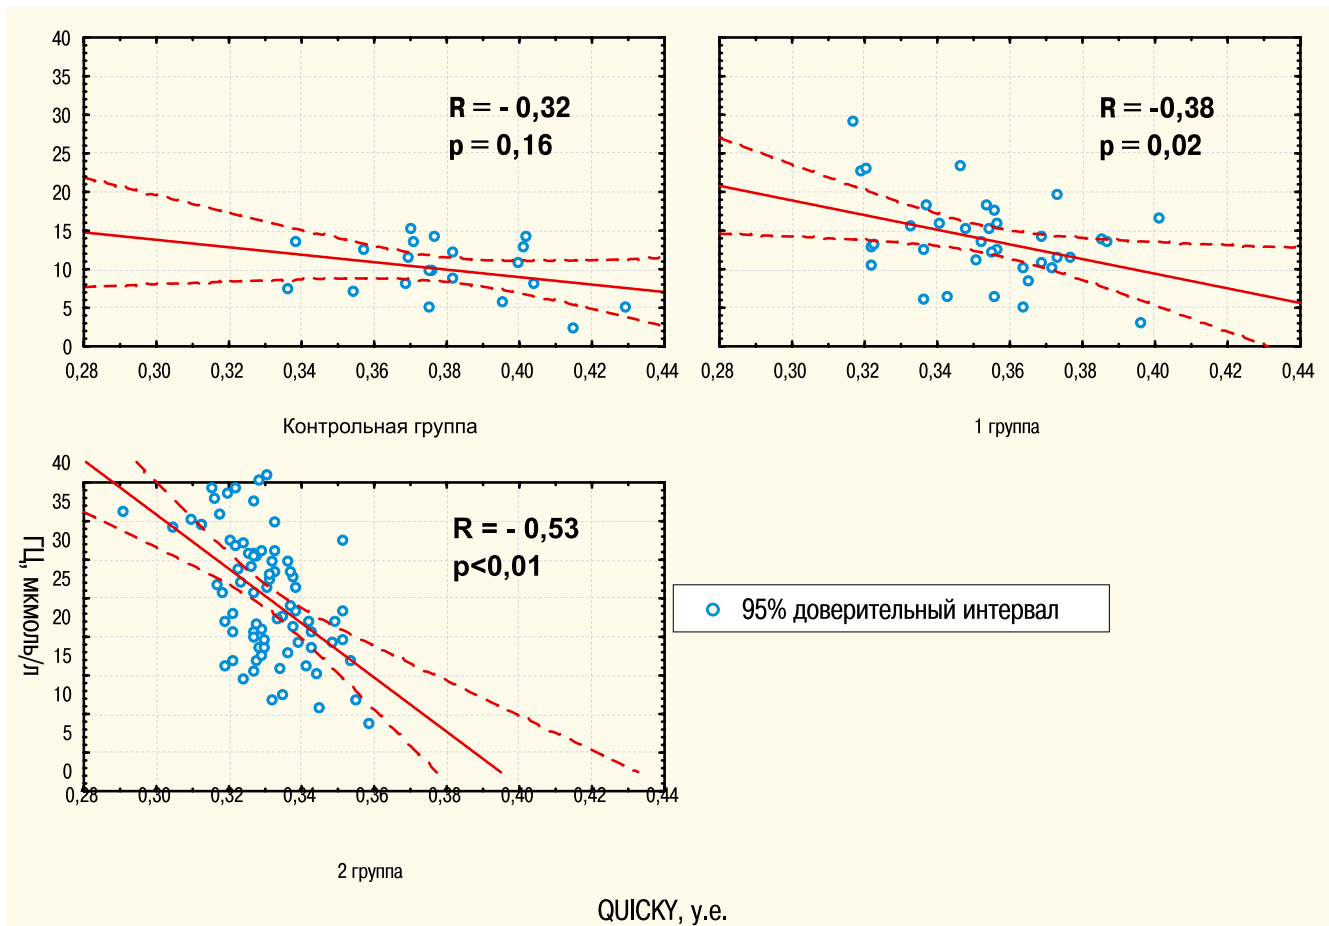 40
35
30
25
20
15
10
5
0
R = - 0,32
p = 0,16
0,28 0,30 0,32 0,34 0,36 0,38 0,40 0,42 0,44
Контрольная группа
R = -0,38
p = 0,02
0,28 0,30 0,32 0,34 0,36 0,38 0,40 0,42 0,44
1 группа
ГЦ, мкмоль/л
40
35
30
25
20
15
10
5
0
R = - 0,53
p<0,01
0,28 0,30 0,32 0,34 0,36 0,38 0,40 0,42 0,44
2 группа
95% доверительный интервал
QUICKY, у.е.